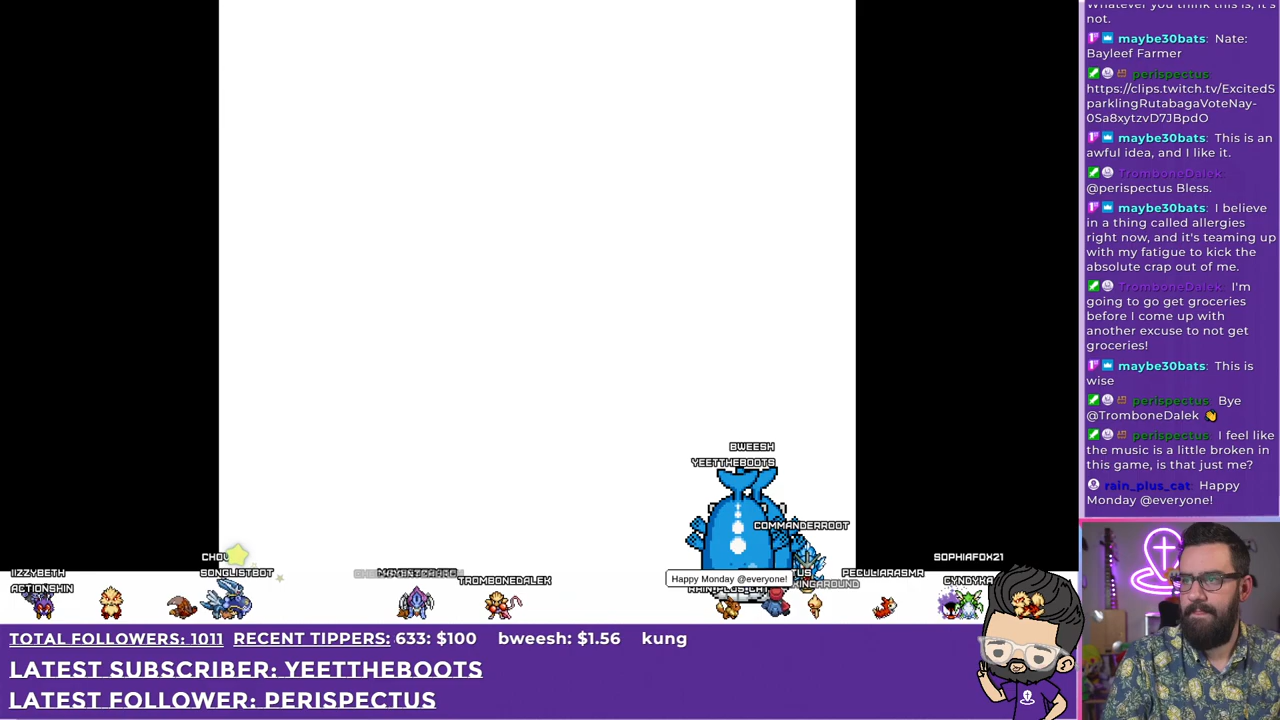 Whatever you think this is, it's
not.
maybe30bats: Nate:
Bayleef Farmer
perispectus
https://clips.twitch.tv/ExcitedS
parklingRutabagaVoteNay-
0Sa8xytzvD7JBpdO
maybe30bats: This is an
awful idea, and I like it.
TromboneDalek:
@perispectus Bless.
maybe30bats: I believe
in a thing called allergies
right now, and it's teaming up
with my fatigue to kick the
absolute crap out of me.
TromboneDalek: I'm
going to go get groceries
before I come up with
another excuse to not get
groceries!
maybe30bats: This is
wise
perispectus: Bye
@TromboneDalek
perispectus: I feel like
the music is a little broken in
this game, is that just me?
rain_plus_cat: Happy
Monday @everyone!
BWEESH
YEETTHEBOOTS
COMMANDERROOT
SOPHIAFOX21
IIZZYBETH
SONGLISTBOT
TROMBONEDALEK
Happy Monday @everyone!
PECULIARASMA
CYNDYKA
ACTIONSKIN
RAIN_PLUS_CAT
TOTAL FOLLOWERS: 1011 RECENT TIPPERS: 633: $100 bweesh: $1.56 kung
LATEST SUBSCRIBER: YEETTHEBOOTS
LATEST FOLLOWER: PERISPECTUS